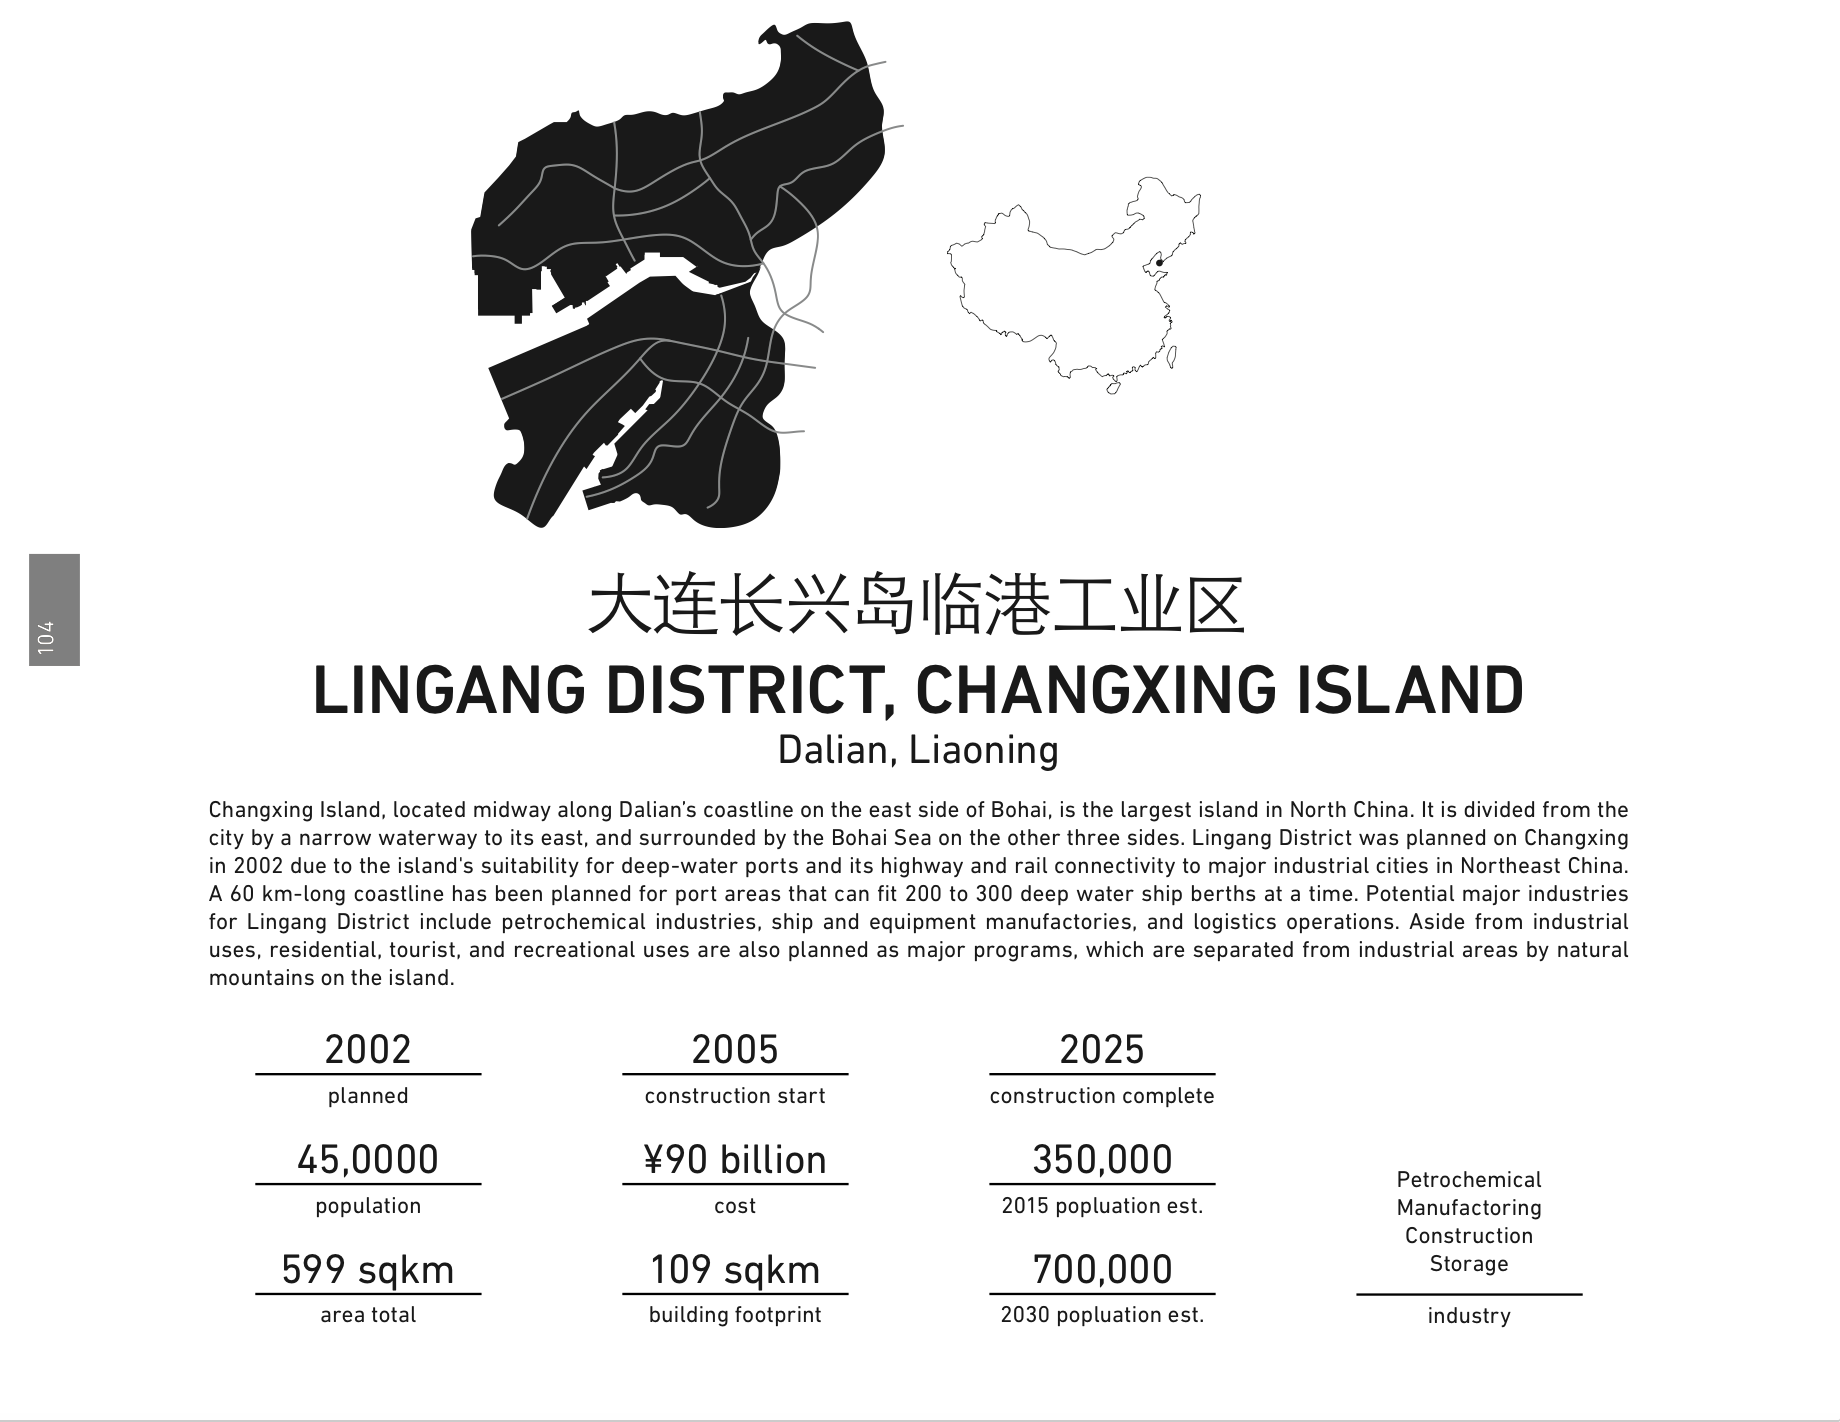 104
大连长兴岛临港工业区
LINGANG DISTRICT, CHANGXING ISLAND
Dalian, Liaoning
Changxing Island, located midway along Dalian's coastline on the east side of Bohai, is the largest island in North China. It is divided from the
city by a narrow waterway to its east, and surrounded by the Bohai Sea on the other three sides. Lingang District was planned on Changxing
in 2002 due to the island's suitability for deep-water ports and its highway and rail connectivity to major industrial cities in Northeast China.
A 60 km-long coastline has been planned for port areas that can fit 200 to 300 deep water ship berths at a time. Potential major industries
for Lingang District include petrochemical industries, ship and equipment manufactories, and logistics operations. Aside from industrial
uses, residential, tourist, and recreational uses are also planned as major programs, which are separated from industrial areas by natural
mountains on the island.
2002
planned
2005
construction start
2025
construction complete
45,0000
population
¥90 billion
cost
350,000
2015 popluation est.
599 sqkm
area total
109 sqkm
building footprint
700,000
2030 popluation est.
Petrochemical
Manufactoring
Construction
Storage
industry